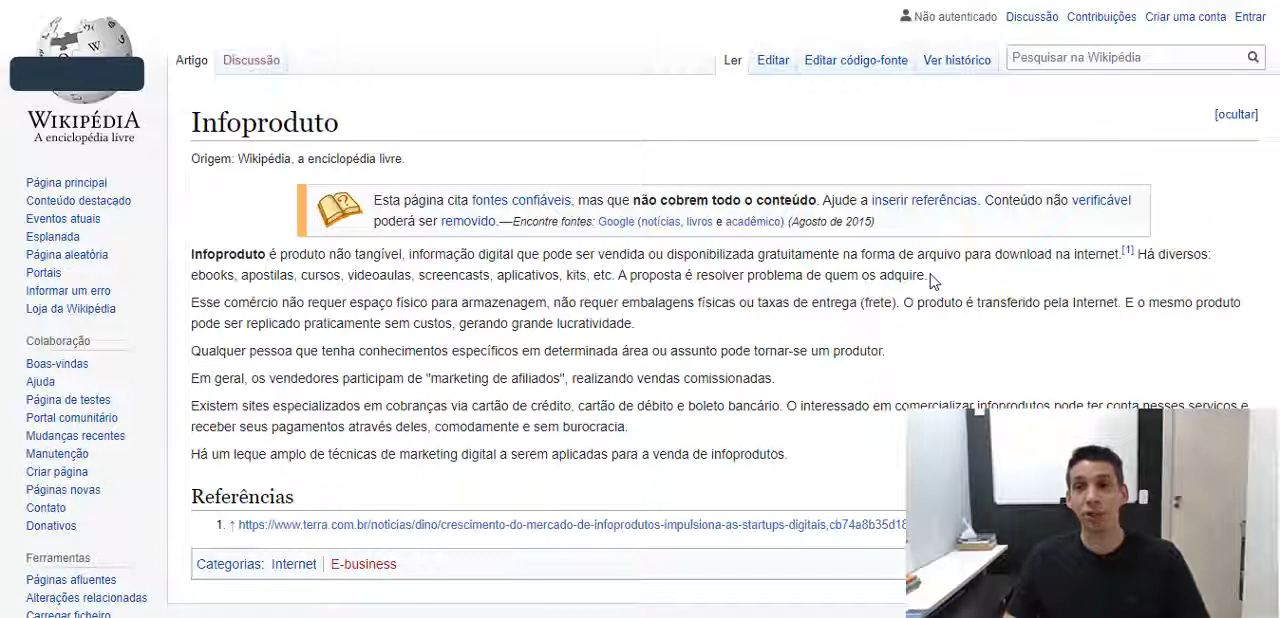 Não autenticado Discussão Contribuições Criar uma conta Entrar
Artigo Discussão Ler Editar Editar código-fonte Ver histórico Pesquisar na Wikipédia
WIKIPÉDIA
A enciclopédia livre
Infoproduto
[ocultar]
Origem: Wikipédia, a enciclopédia livre.
Esta página cita fontes confiáveis, mas que não cobrem todo o conteúdo. Ajude a inserir referências. Conteúdo não verificável
poderá ser removido.—Encontre fontes: Google (notícias, livros e acadêmico) (Agosto de 2015)
Infoproduto é produto não tangível, informação digital que pode ser vendida ou disponibilizada gratuitamente na forma de arquivo para download na internet.[1] Há diversos:
ebooks, apostilas, cursos, videoaulas, screencasts, aplicativos, kits, etc. A proposta é resolver problema de quem os adquire.
Esse comércio não requer espaço físico para armazenagem, não requer embalagens físicas ou taxas de entrega (frete). O produto é transferido pela Internet. E o mesmo produto
pode ser replicado praticamente sem custos, gerando grande lucratividade.
Qualquer pessoa que tenha conhecimentos específicos em determinada área ou assunto pode tornar-se um produtor.
Em geral, os vendedores participam de "marketing de afiliados", realizando vendas comissionadas.
Existem sites especializados em cobranças via cartão de crédito, cartão de débito e boleto bancário. O interessado em comercializar infoprodutos pode ter conta nesses serviços e
receber seus pagamentos através deles, comodamente e sem burocracia.
Há um leque amplo de técnicas de marketing digital a serem aplicadas para a venda de infoprodutos.
Referências
1. ↑ https://www.terra.com.br/noticias/dino/crescimento-do-mercado-de-infoprodutos-impulsiona-as-startups-digitais,cb74a8b35d18
Categorias: Internet | E-business
Página principal
Conteúdo destacado
Eventos atuais
Esplanada
Página aleatória
Portais
Informar um erro
Loja da Wikipédia
Colaboração
Boas-vindas
Ajuda
Página de testes
Portal comunitário
Mudanças recentes
Manutenção
Criar página
Páginas novas
Contato
Donativos
Ferramentas
Páginas afluentes
Alterações relacionadas
Carregar ficheiro